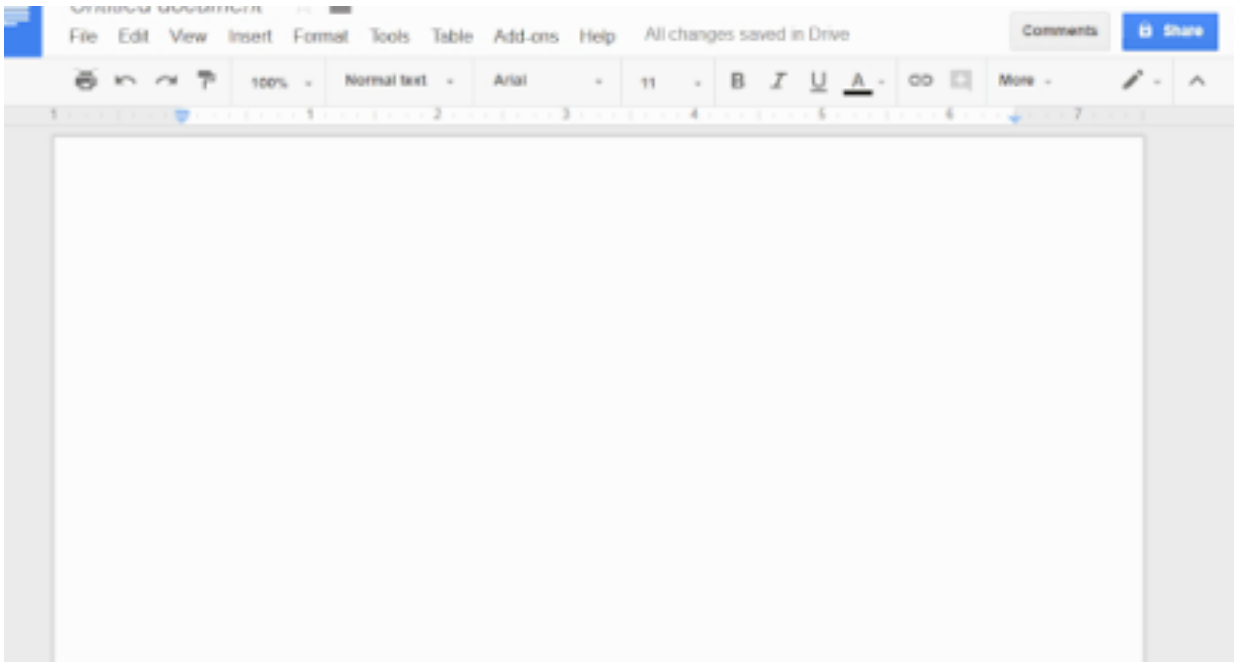 Untitled document
File Edit View Insert Format Tools Table Add-ons Help All changes saved in Drive Comments Share
100% Normal text Arial 11 B I U A More
1 1 2 3 4 5 6 7